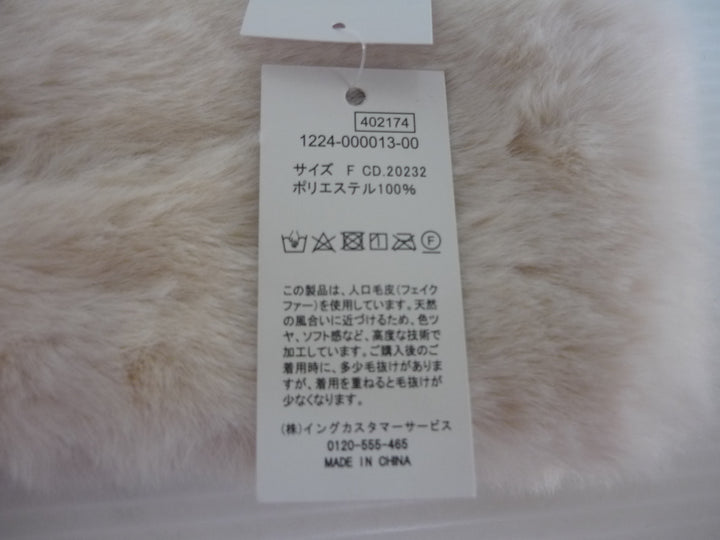 402174
1224-000013-00
サイズ F CD.20232
ポリエステル100%
F
この製品は、人口毛皮(フェイク
ファー)を使用しています。天然
の風合いに近づけるため、色ツ
ヤ、ソフト感など、高度な技術で
加工しています。ご購入後のご
着用時に、多少毛抜けがありま
すが、着用を重ねると毛抜けが
少なくなります。
(株)イングカスタマーサービス
0120-555-465
MADE IN CHINA